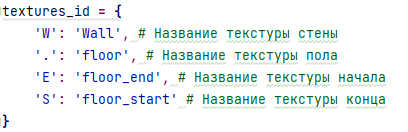 textures_id = {
'W': 'Wall', # Название текстуры стены
'.': 'floor', # Название текстуры пола
'E': 'floor_end', # Название текстуры начала
'S': 'floor_start' # Название текстуры конца
}